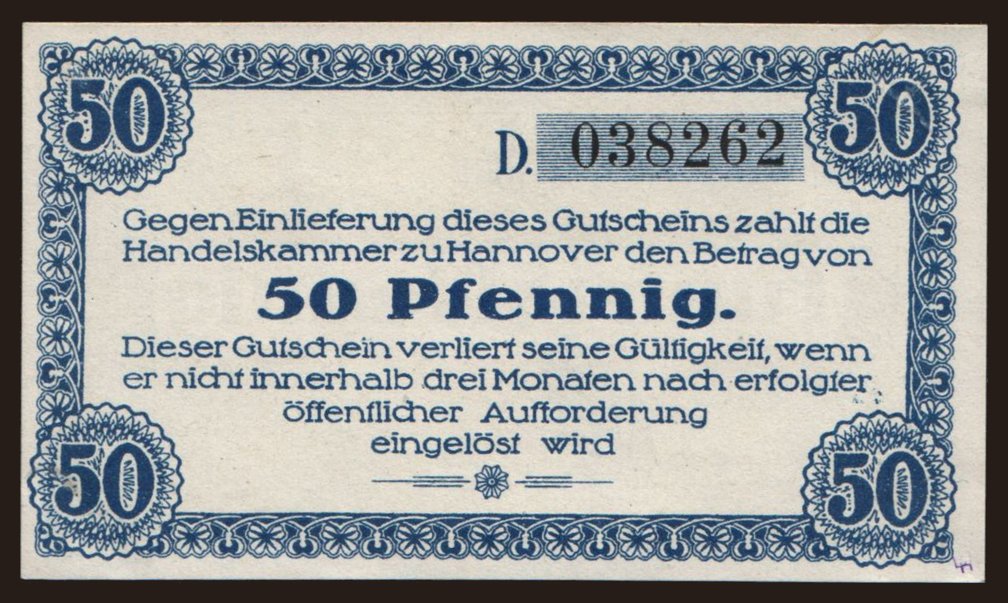 50 50
D. 038262
Gegen Einlieferung dieses Gutscheins zahlt die
Handelskammer zu Hannover den Betrag von
50 Pfennig.
Dieser Gutschein verliert seine Gültigkeit, wenn
er nicht innerhalb drei Monaten nach erfolgter
öffentlicher Aufforderung
eingelöst wird
50 50